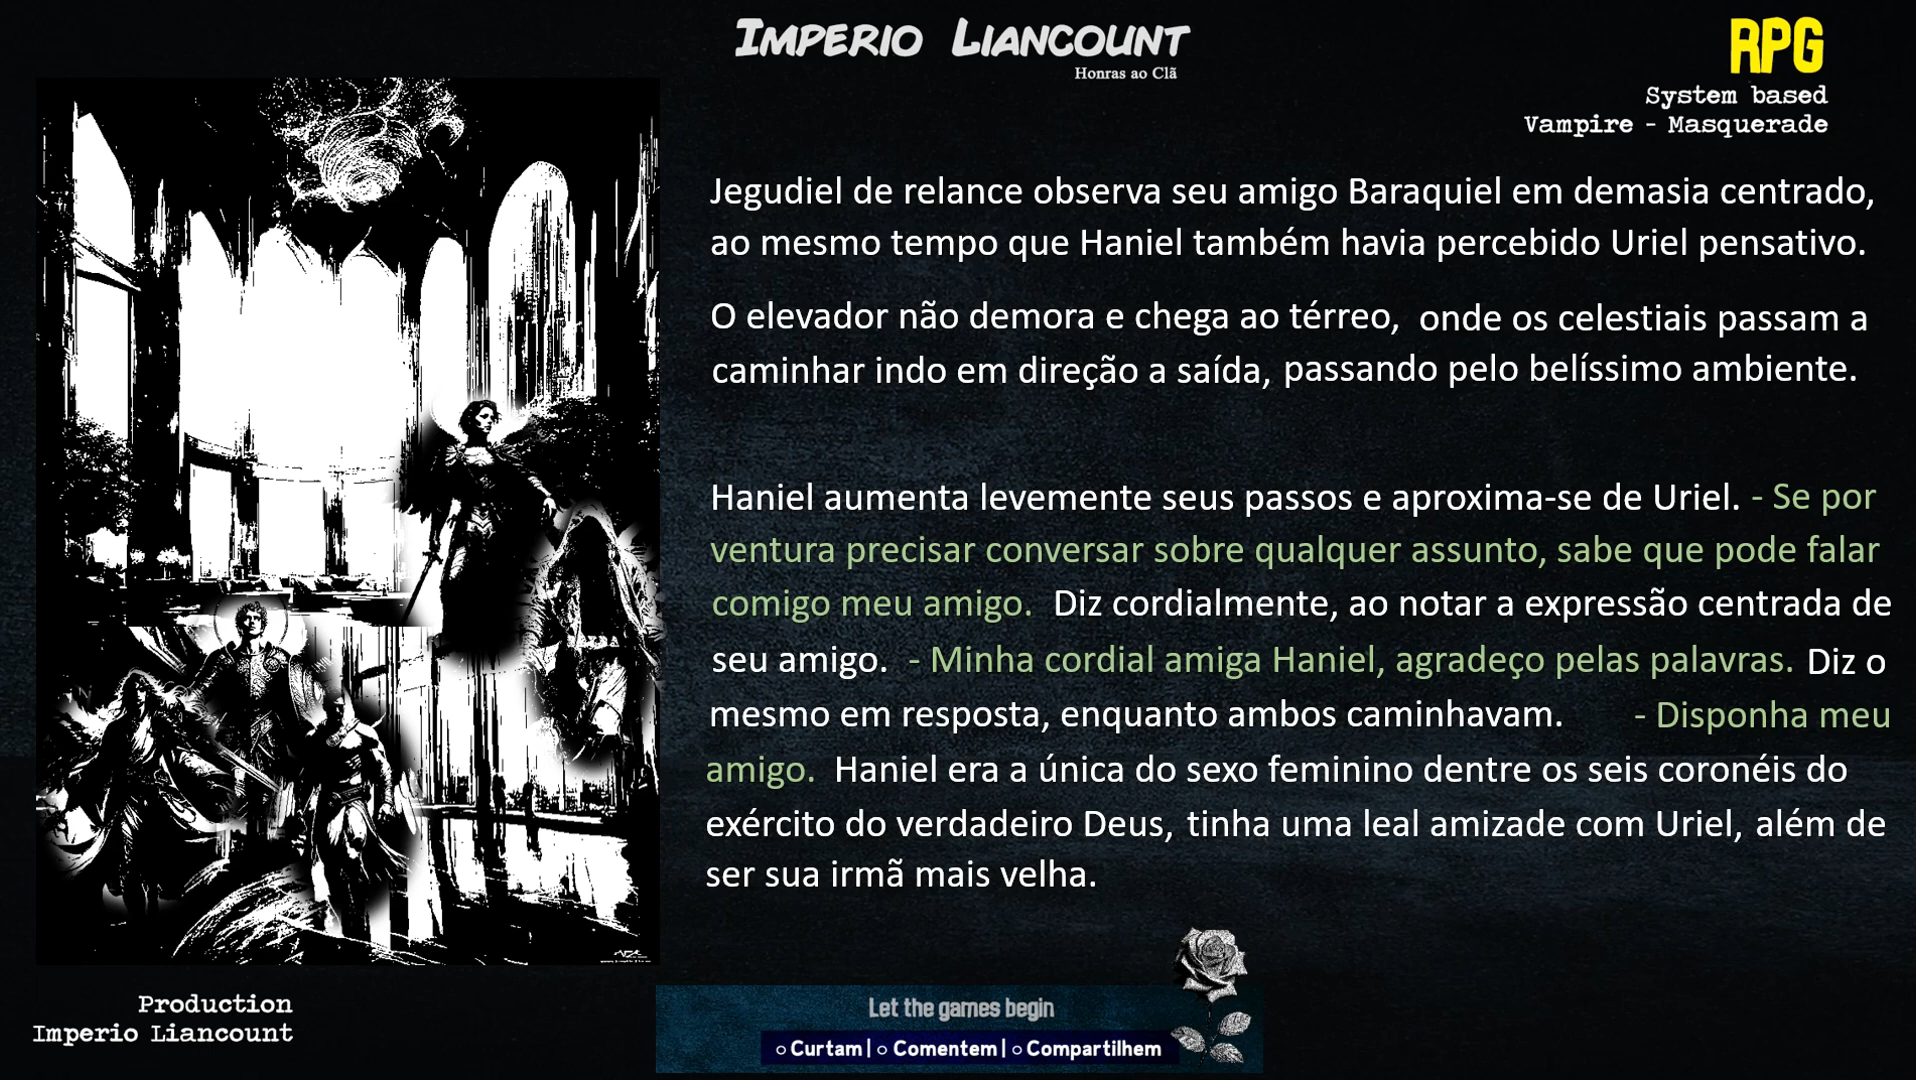 Imperio Liancount
Honras ao Clã
RPG
System based
Vampire - Masquerade
Jegudiel de relance observa seu amigo Baraquiel em demasia centrado,
ao mesmo tempo que Haniel também havia percebido Uriel pensativo.
O elevador não demora e chega ao térreo, onde os celestiais passam a
caminhar indo em direção a saída, passando pelo belíssimo ambiente.
Haniel aumenta levemente seus passos e aproxima-se de Uriel. - Se por
ventura precisar conversar sobre qualquer assunto, sabe que pode falar
comigo meu amigo. Diz cordialmente, ao notar a expressão centrada de
seu amigo. - Minha cordial amiga Haniel, agradeço pelas palavras. Diz o
mesmo em resposta, enquanto ambos caminhavam. - Disponha meu
amigo. Haniel era a única do sexo feminino dentre os seis coronéis do
exército do verdadeiro Deus, tinha uma leal amizade com Uriel, além de
ser sua irmã mais velha.
Production
Imperio Liancount
Let the games begin
○ Curtam | ○ Comentem | ○ Compartilhem